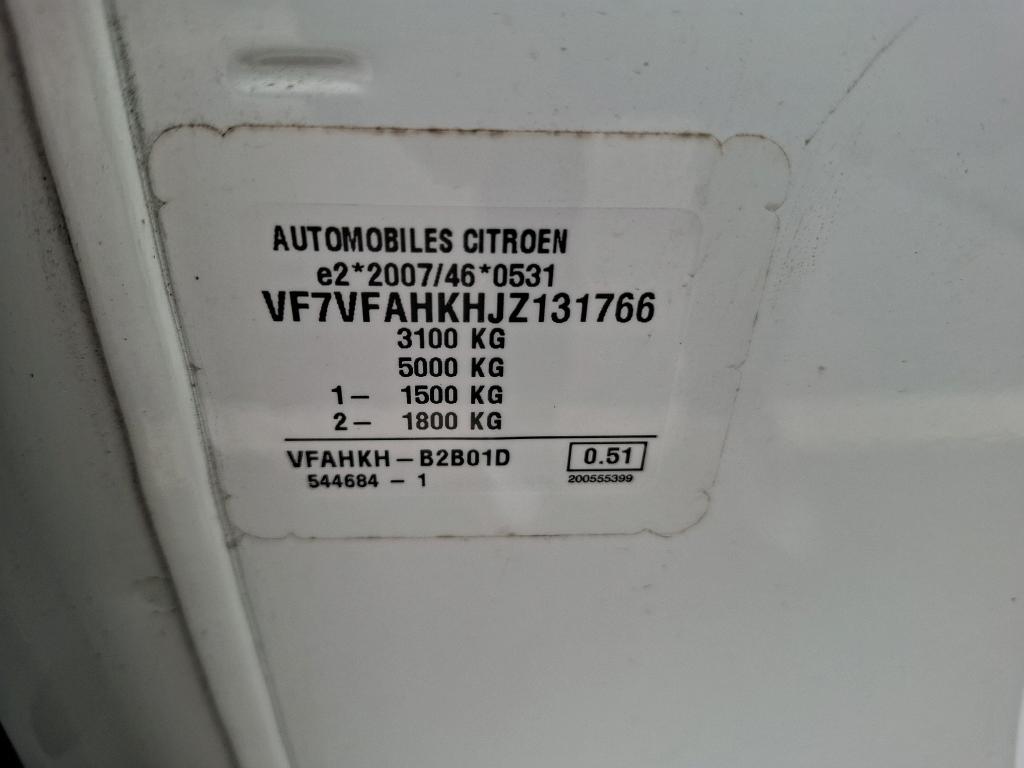 AUTOMOBILES CITROEN
e2*2007/46*0531
VF7VFAHKHJZ131766
3100 KG
5000 KG
1– 1500 KG
2– 1800 KG
VFAHKH–B2B01D 0.51
544684 – 1 200555399